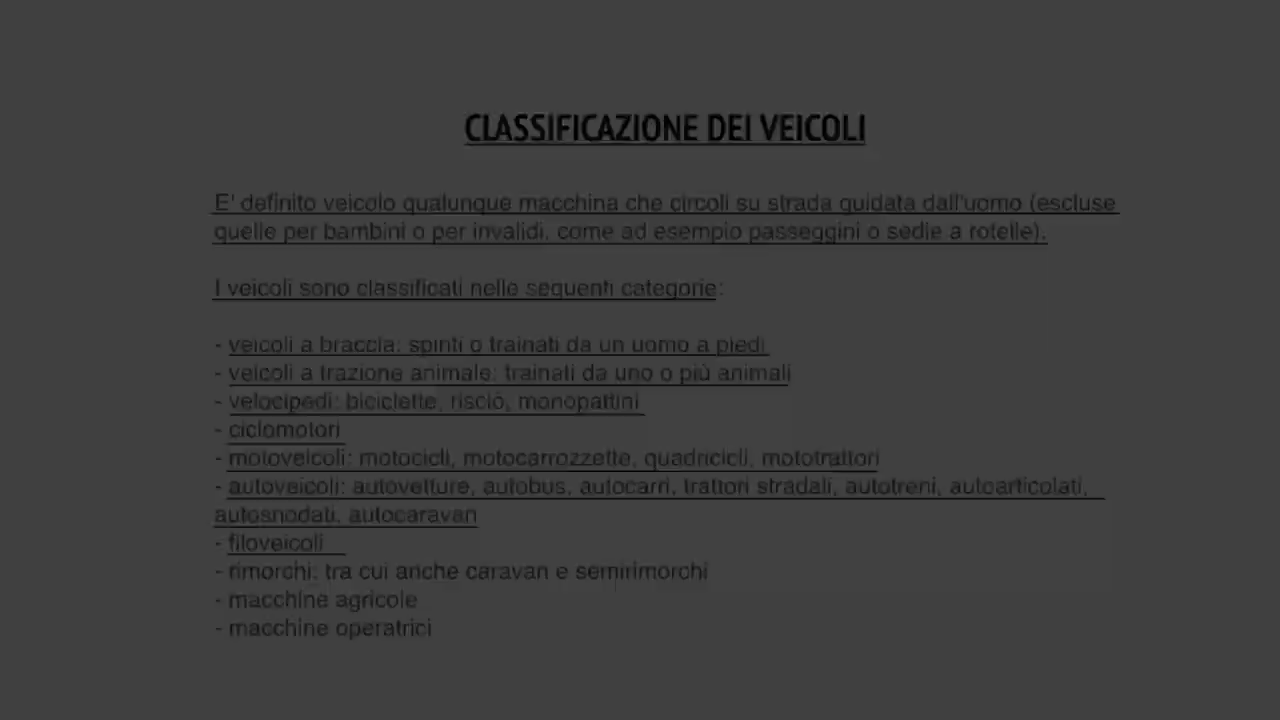 CLASSIFICAZIONE DEI VEICOLI
E' definito veicolo qualunque macchina che circoli su strada guidata dall'uomo (escluse
quelle per bambini o per invalidi, come ad esempio passeggini o sedie a rotelle).
I veicoli sono classificati nelle seguenti categorie:
- veicoli a braccia: spinti o trainati da un uomo a piedi
- veicoli a trazione animale: trainati da uno o più animali
- velocipedi: biciclette, risciò, monopattini
- ciclomotori
- motoveicoli: motocicli, motocarrozzette, quadricicli, mototrattori
- autoveicoli: autovetture, autobus, autocarri, trattori stradali, autotreni, autoarticolati,
autosnodati, autocaravan
- filoveicoli
- rimorchi: tra cui anche caravan e semirimorchi
- macchine agricole
- macchine operatrici